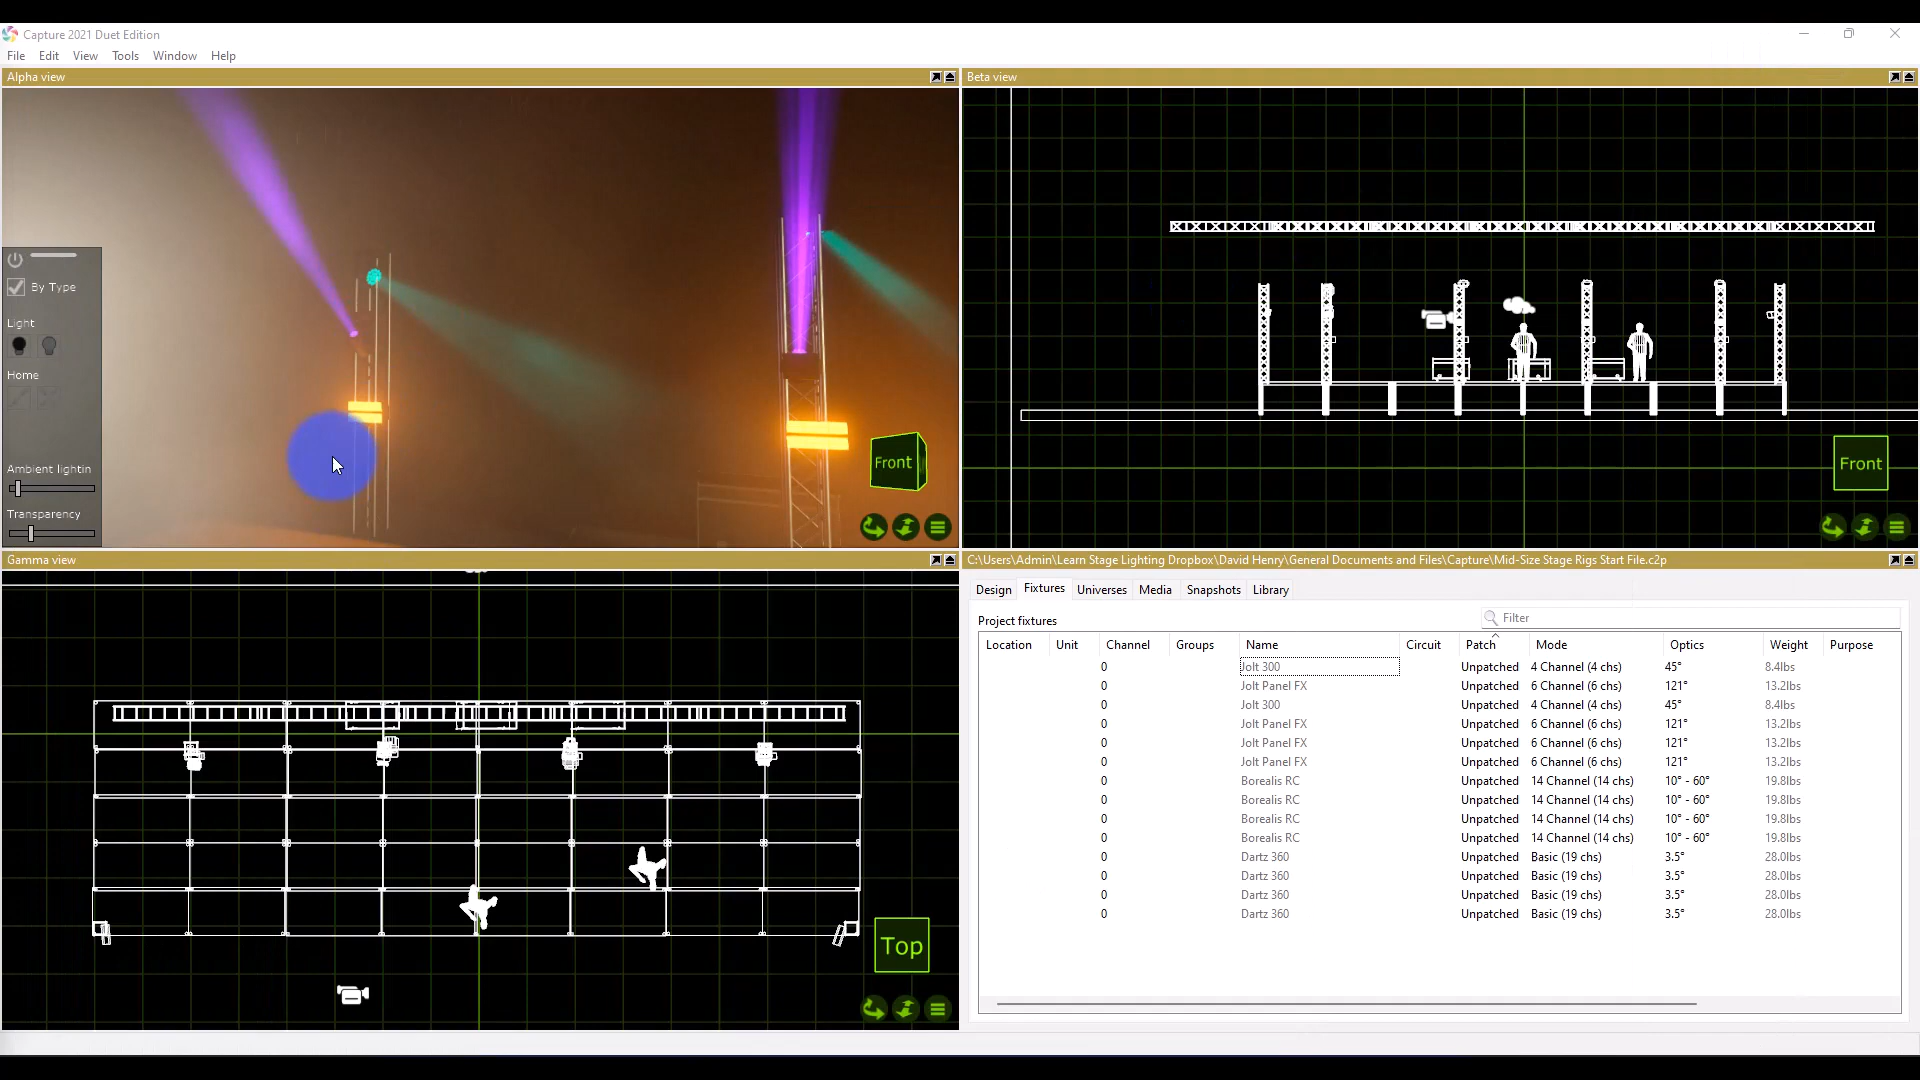 Capture 2021 Duet Edition
File Edit View Tools Window Help
Alpha view
By Type
Light
Home
Ambient lightin
Transparency
Front
Beta view
Front
Gamma view
Top
C:\Users\Admin\Learn Stage Lighting Dropbox\David Henry\General Documents and Files\Capture\Mid-Size Stage Rigs Start File.c2p
Design Fixtures Universes Media Snapshots Library
Project fixtures
Filter
Location Unit Channel Groups Name Circuit Patch Mode Optics Weight Purpose
0 Jolt 300 Unpatched 4 Channel (4 chs) 45° 8.4lbs
0 Jolt Panel FX Unpatched 6 Channel (6 chs) 121° 13.2lbs
0 Jolt 300 Unpatched 4 Channel (4 chs) 45° 8.4lbs
0 Jolt Panel FX Unpatched 6 Channel (6 chs) 121° 13.2lbs
0 Jolt Panel FX Unpatched 6 Channel (6 chs) 121° 13.2lbs
0 Jolt Panel FX Unpatched 6 Channel (6 chs) 121° 13.2lbs
0 Borealis RC Unpatched 14 Channel (14 chs) 10° - 60° 19.8lbs
0 Borealis RC Unpatched 14 Channel (14 chs) 10° - 60° 19.8lbs
0 Borealis RC Unpatched 14 Channel (14 chs) 10° - 60° 19.8lbs
0 Borealis RC Unpatched 14 Channel (14 chs) 10° - 60° 19.8lbs
0 Dartz 360 Unpatched Basic (19 chs) 3.5° 28.0lbs
0 Dartz 360 Unpatched Basic (19 chs) 3.5° 28.0lbs
0 Dartz 360 Unpatched Basic (19 chs) 3.5° 28.0lbs
0 Dartz 360 Unpatched Basic (19 chs) 3.5° 28.0lbs